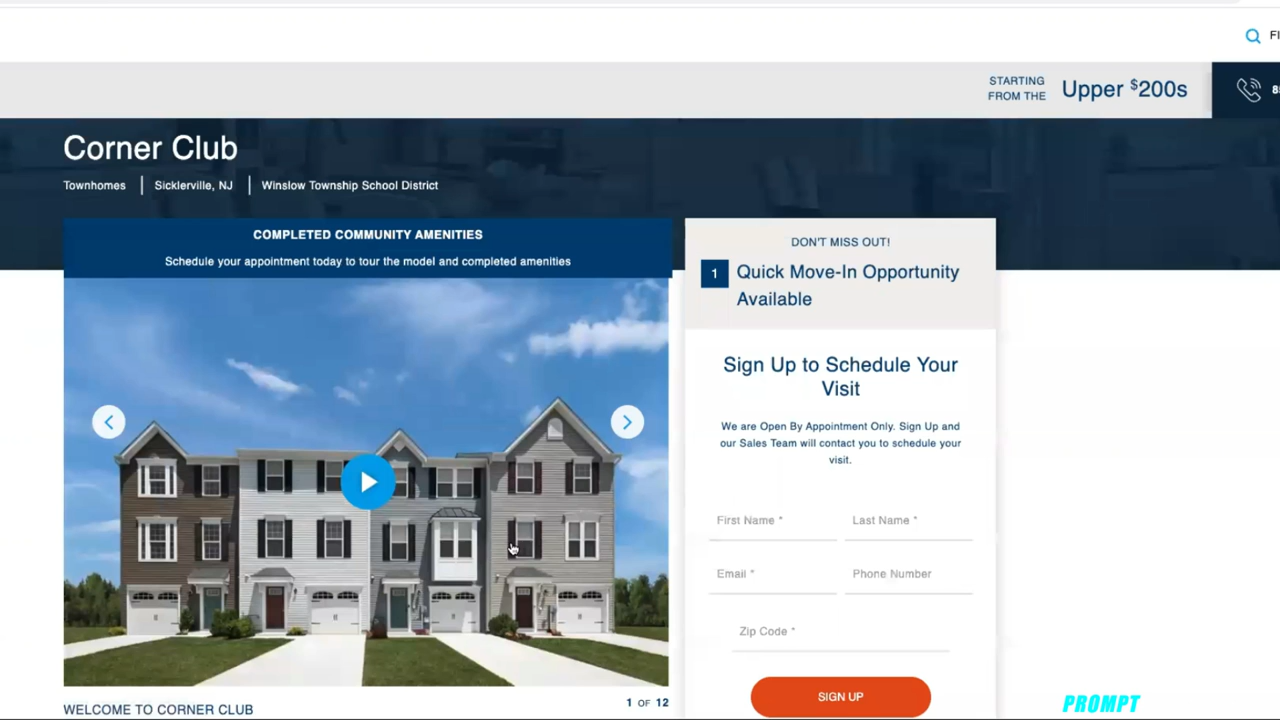 FI
STARTING
FROM THE
Upper $200s
Corner Club
Townhomes
Sicklerville, NJ
Winslow Township School District
COMPLETED COMMUNITY AMENITIES
Schedule your appointment today to tour the model and completed amenities
DON'T MISS OUT!
1
Quick Move-In Opportunity
Available
Sign Up to Schedule Your
Visit
We are Open By Appointment Only. Sign Up and
our Sales Team will contact you to schedule your
visit.
First Name *
Last Name *
Email *
Phone Number
Zip Code *
SIGN UP
1 OF 12
WELCOME TO CORNER CLUB
PROMPT